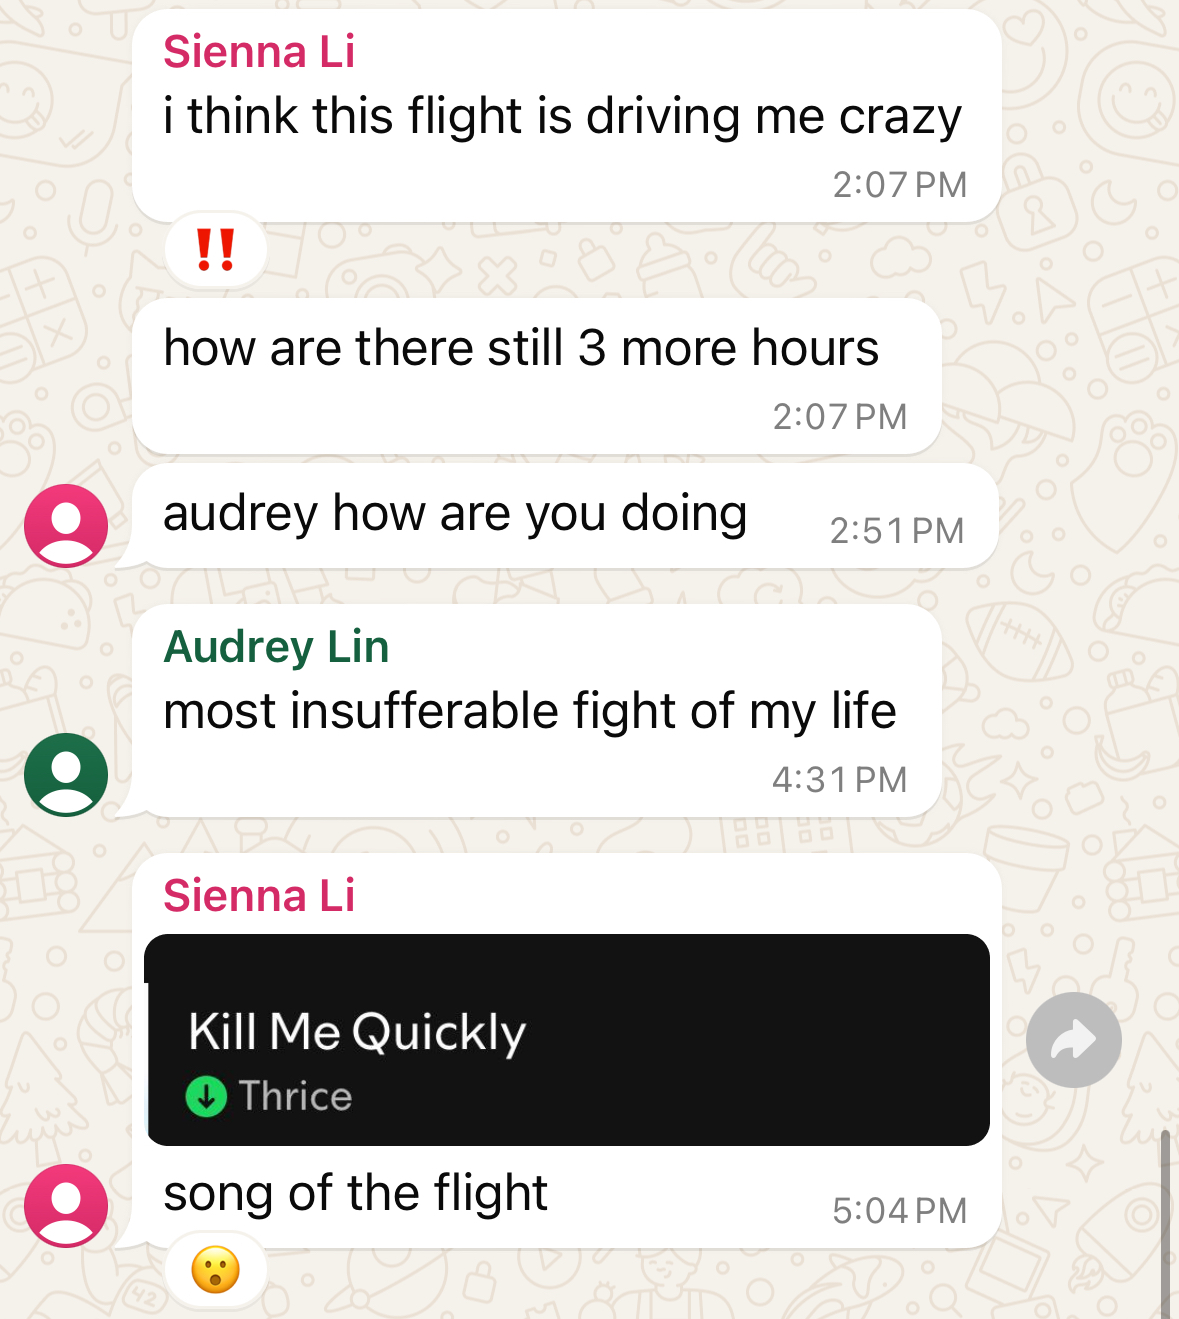 Sienna Li
i think this flight is driving me crazy
2:07 PM
‼️
how are there still 3 more hours
2:07 PM
audrey how are you doing
2:51 PM
Audrey Lin
most insufferable fight of my life
4:31 PM
Sienna Li
Kill Me Quickly
Thrice
song of the flight
5:04 PM